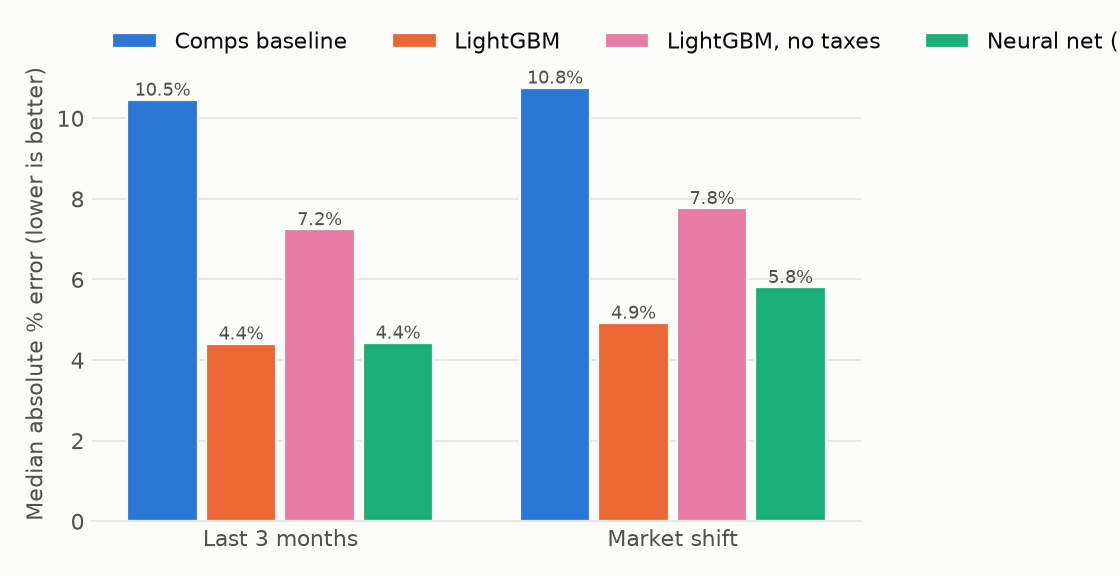 Comps baseline LightGBM LightGBM, no taxes Neural net (
Median absolute % error (lower is better)
10.5% 4.4% 7.2% 4.4% 10.8% 4.9% 7.8% 5.8%
10
8
6
4
2
0
Last 3 months Market shift